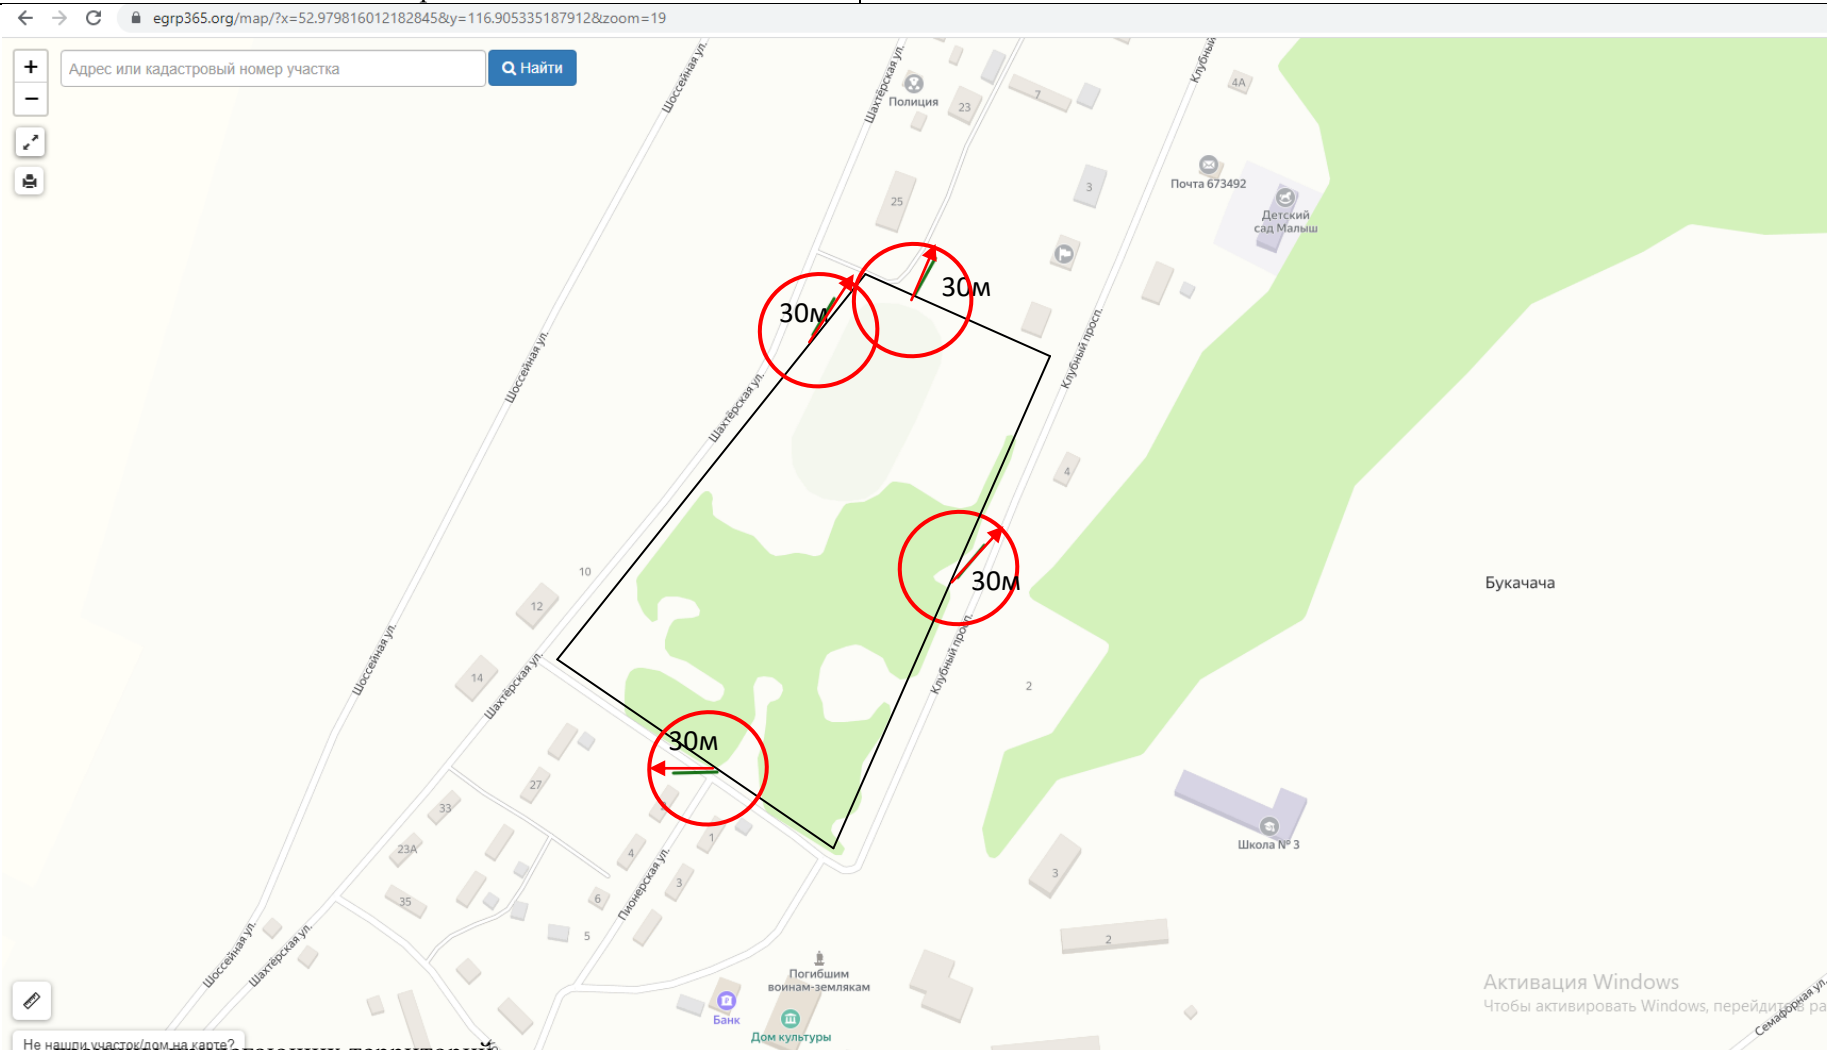 egrp365.org/map/?x=52.979816012182845&y=116.905335187912&zoom=19
+
Адрес или кадастровый номер участка
Найти
−
Шоссейная ул.
Шахтёрская ул.
Клубный
Полиция
23
7
4А
3
Почта 673492
Детский
сад Малыш
25
30м
30м
Шоссейная ул.
Шахтёрская ул.
Клубный просп.
4
10
12
30м
Букачача
Шоссейная ул.
14
Шахтёрская ул.
Клубный просп.
2
30м
27
33
1
23А
4
3
Школа № 3
35
6
Пионерская ул.
3
5
2
Шоссейная ул.
Шахтёрская ул.
Погибшим
воинам-землякам
Банк
Дом культуры
Активация Windows
Чтобы активировать Windows, перейдите в ра
Семафорная ул.
Не нашли участок/дом на карте?
территорий